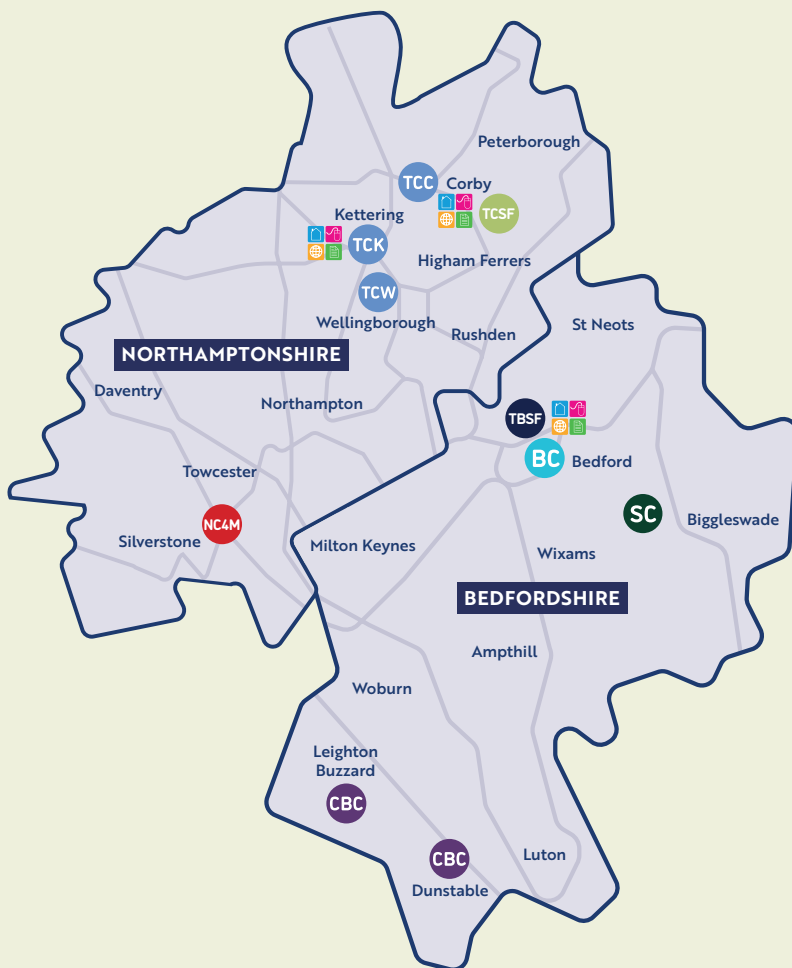 Peterborough
TCC
Corby
TCSF
Kettering
TCK
Higham Ferrers
TCW
Wellingborough
Rushden
St Neots
NORTHAMPTONSHIRE
Daventry
Northampton
TBSF
BC
Bedford
Towcester
NC4M
Silverstone
SC
Biggleswade
Milton Keynes
Wixams
BEDFORDSHIRE
Ampthill
Woburn
Leighton
Buzzard
CBC
CBC
Luton
Dunstable